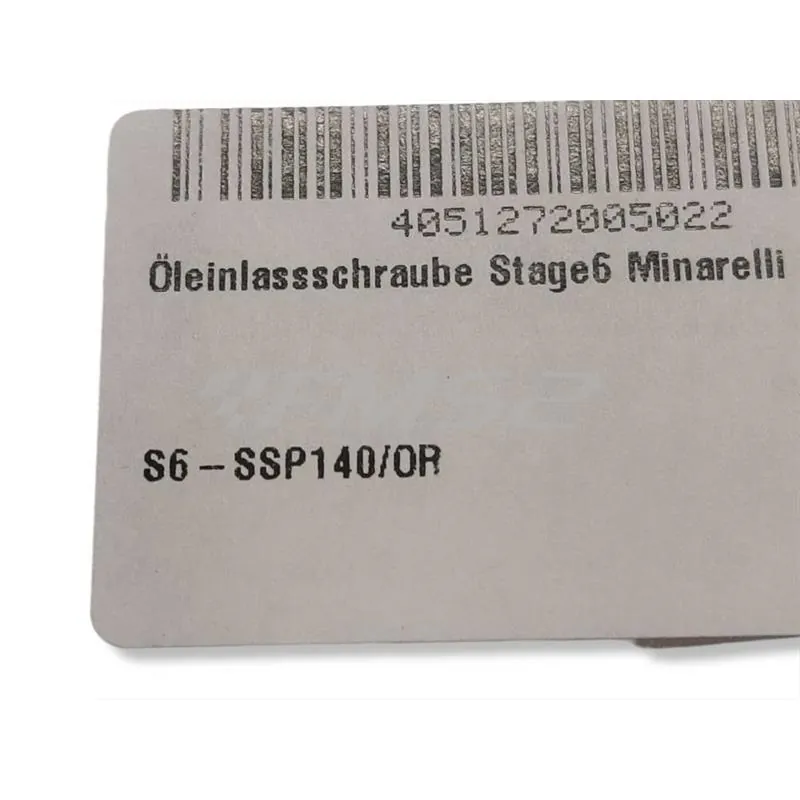 4051272005022
Öleinlassschraube Stage6 Minarelli
S6-SSP140/OR